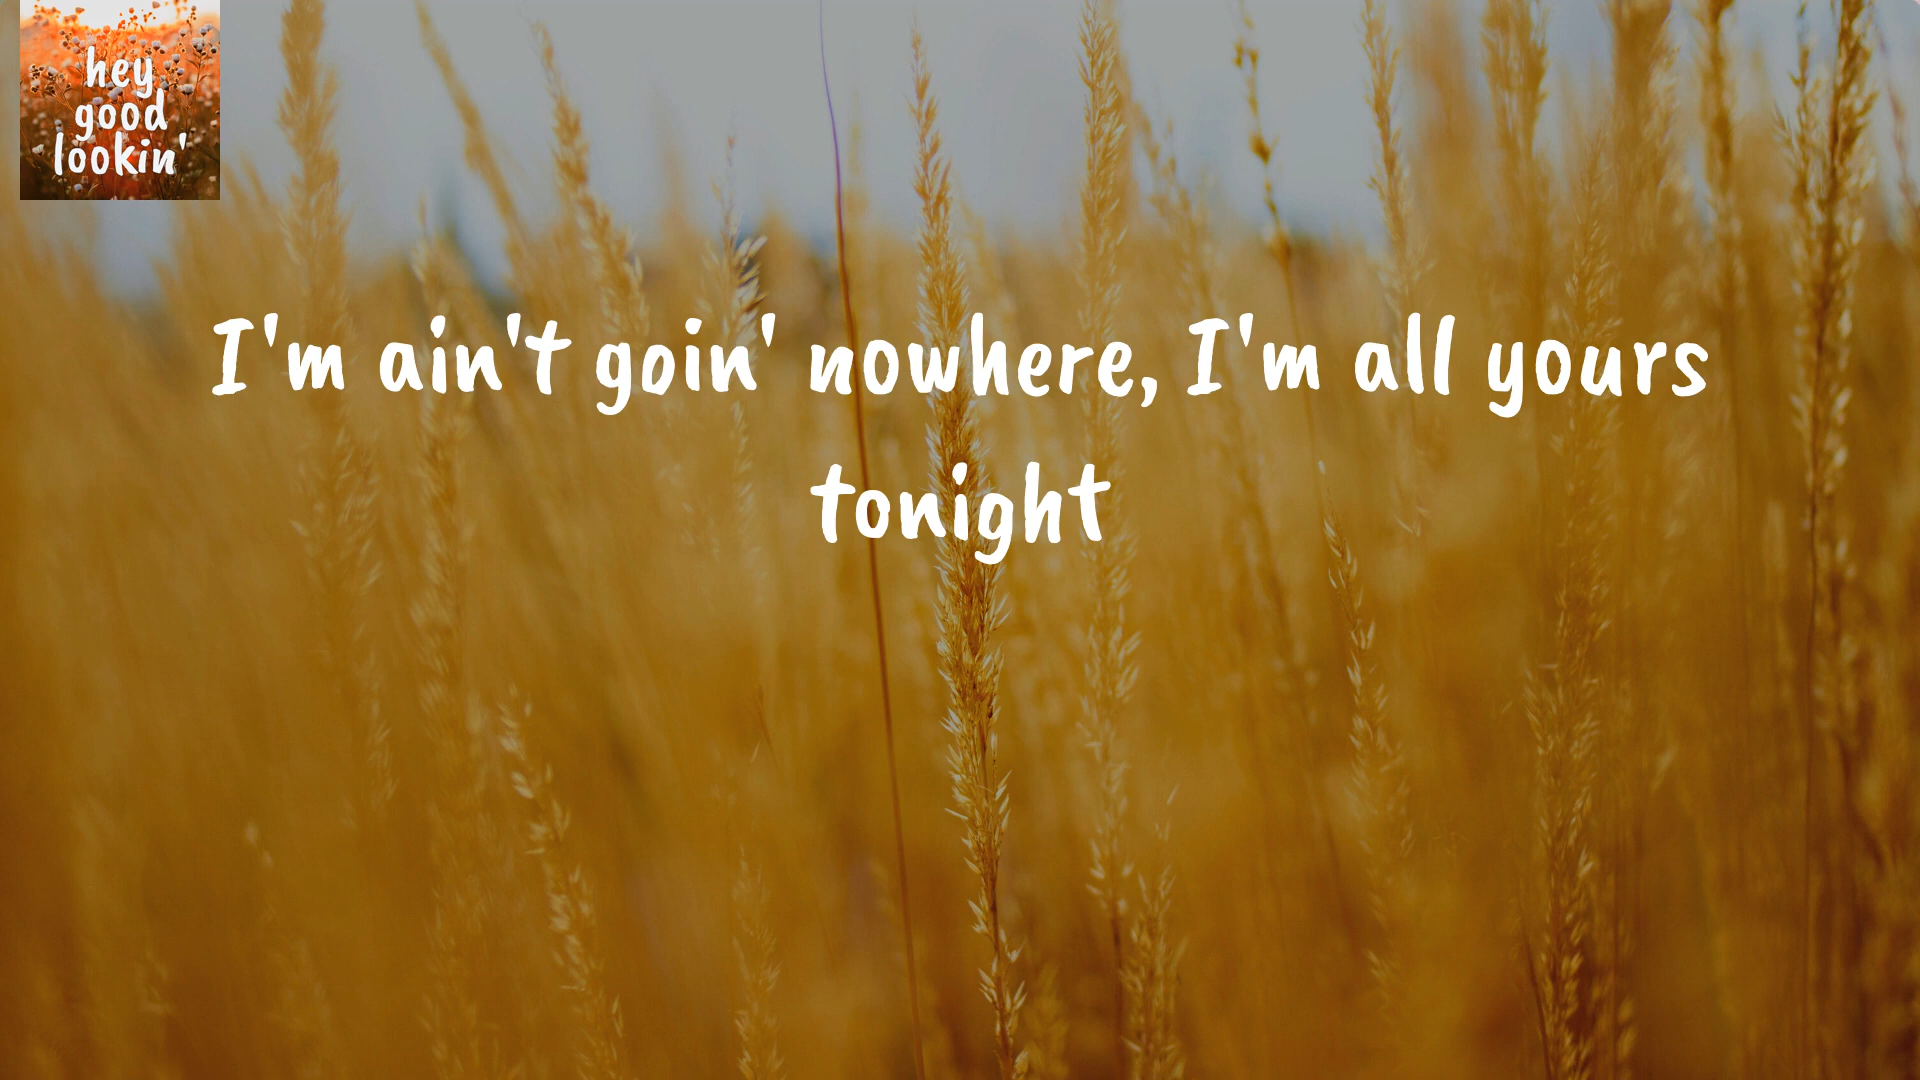 hey
good
lookin'
I'm ain't goin' nowhere, I'm all yours
tonight